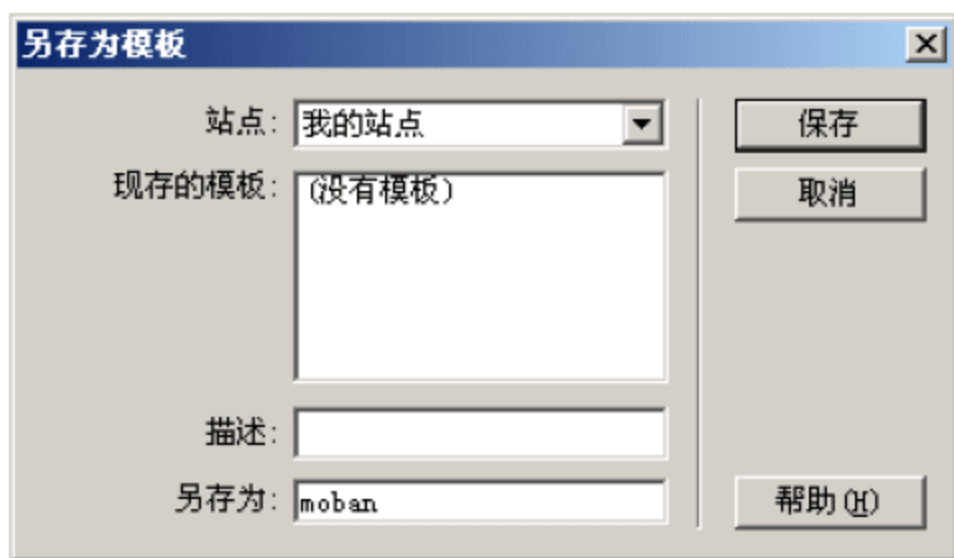 另存为模板
站点: 我的站点
保存
现存的模板: (没有模板)
取消
描述:
另存为: moban
帮助(H)